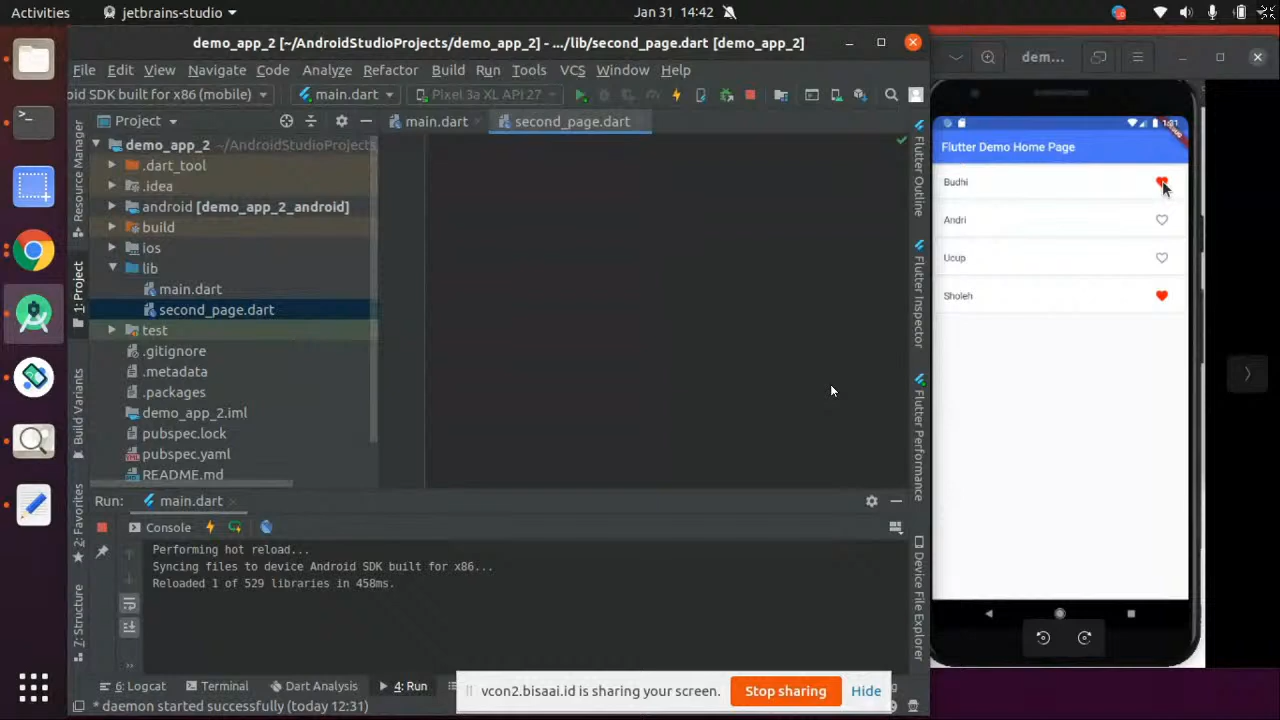 Activities
jetbrains-studio
Jan 31 14:42
demo_app_2 [~/AndroidStudioProjects/demo_app_2] - .../lib/second_page.dart [demo_app_2]
File Edit View Navigate Code Analyze Refactor Build Run Tools VCS Window Help
oid SDK built for x86 (mobile)
main.dart
Pixel 3a XL API 27
Project
main.dart
second_page.dart
demo_app_2 ~/AndroidStudioProjects
.dart_tool
.idea
android [demo_app_2_android]
build
ios
lib
main.dart
second_page.dart
test
.gitignore
.metadata
.packages
demo_app_2.iml
pubspec.lock
pubspec.yaml
README.md
Resource Manager
1: Project
Build Variants
2: Favorites
Z: Structure
Flutter Outline
Flutter Inspector
Flutter Performance
Device File Explorer
Run: main.dart
Console
Performing hot reload...
Syncing files to device Android SDK built for x86...
Reloaded 1 of 529 libraries in 458ms.
6: Logcat Terminal Dart Analysis 4: Run
* daemon started successfully (today 12:31)
vcon2.bisaai.id is sharing your screen. Stop sharing Hide
dem...
Flutter Demo Home Page
Budhi
Andri
Ucup
Sholeh